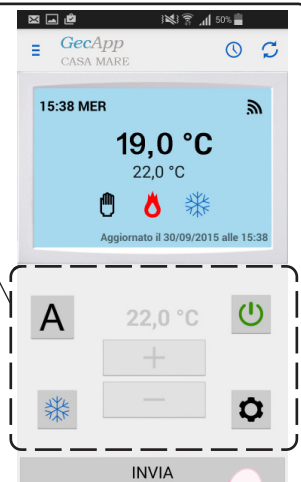 50%
GecApp
CASA MARE
15:38 MER
19,0 °C
22,0 °C
Aggiornato il 30/09/2015 alle 15:38
A
22,0 °C
+
−
INVIA